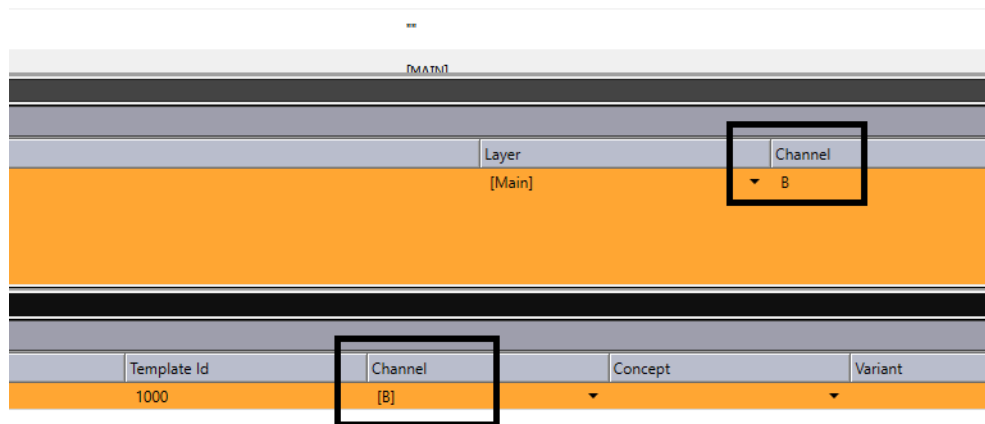 [MAIN]
Layer Channel
[Main] B
Template Id Channel Concept Variant
1000 [B]